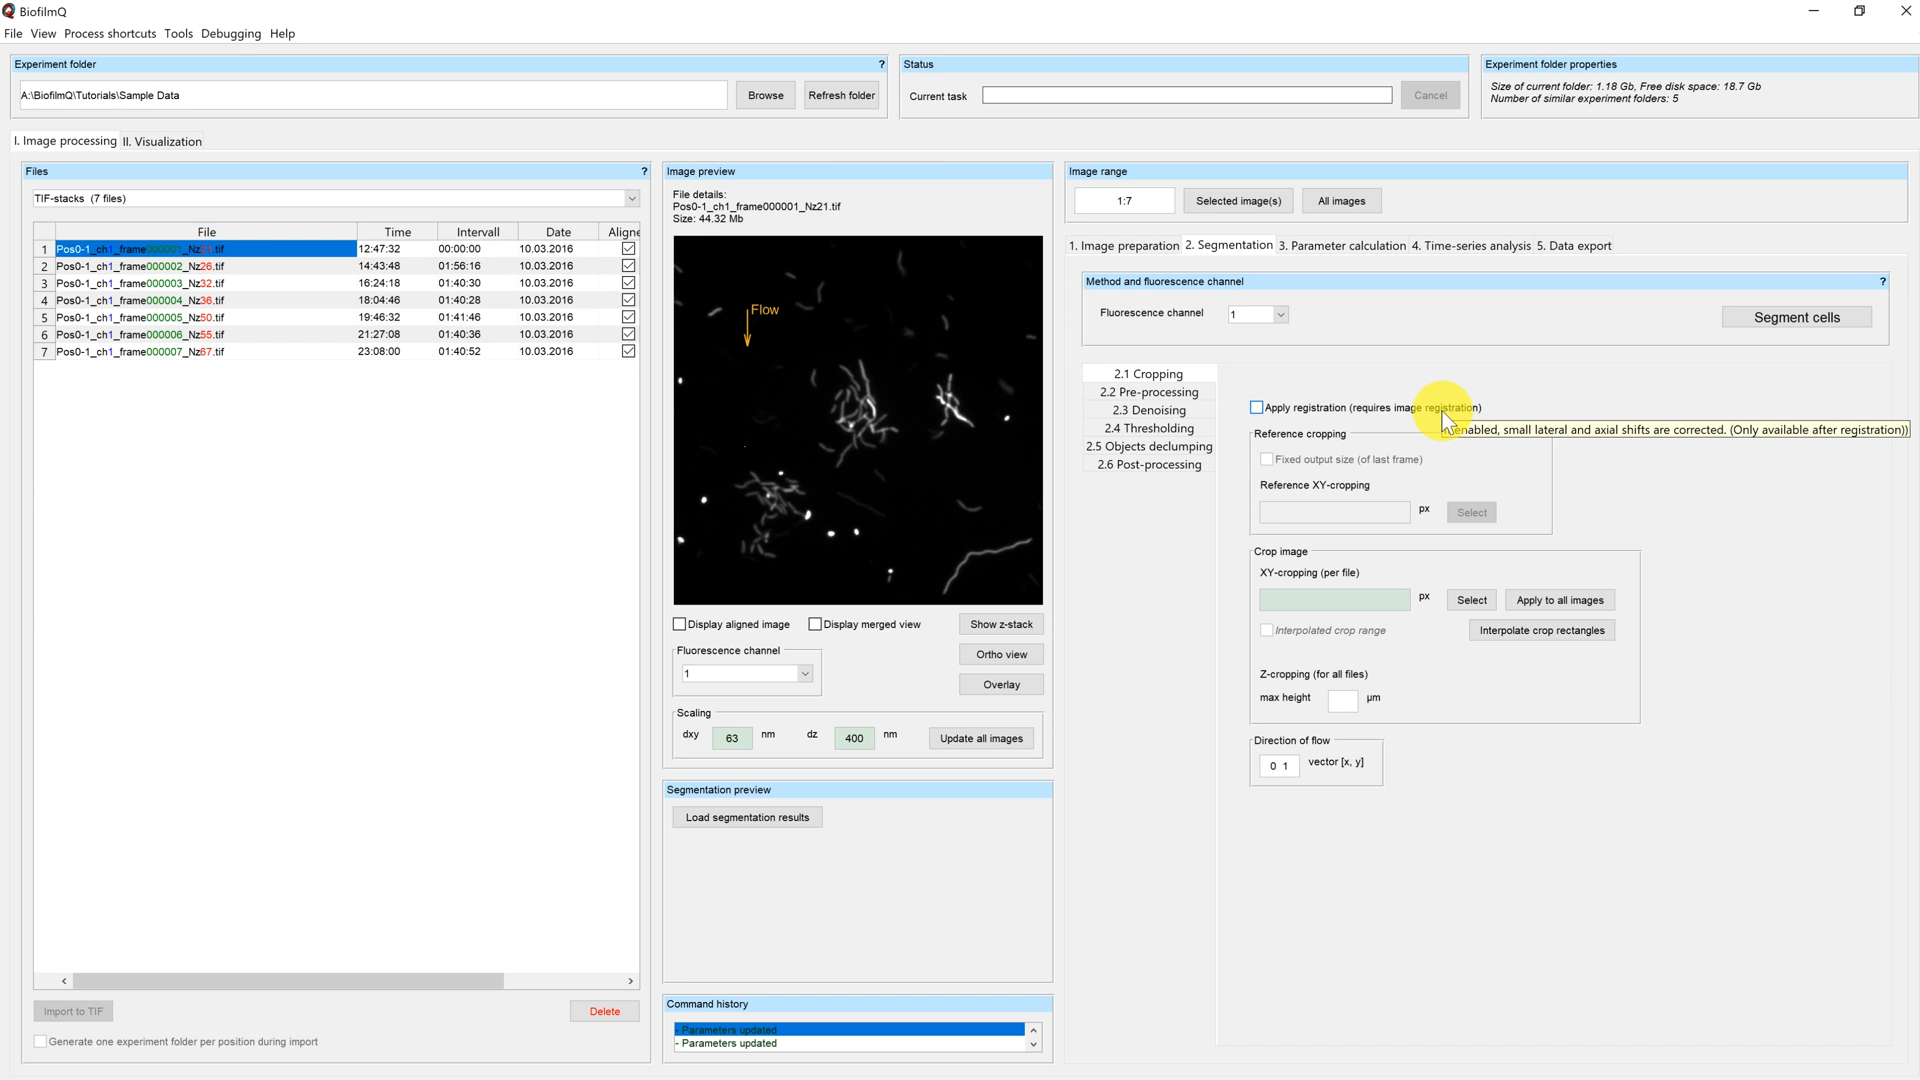 BiofilmQ
File View Process shortcuts Tools Debugging Help
Experiment folder ?
A:\BiofilmQ\Tutorials\Sample Data
Browse
Refresh folder
Status
Current task
Cancel
Experiment folder properties
Size of current folder: 1.18 Gb, Free disk space: 18.7 Gb
Number of similar experiment folders: 5
I. Image processing II. Visualization
Files ?
TIF-stacks (7 files)
File Time Intervall Date Aligne
1 Pos0-1_ch1_frame000001_Nz21.tif 12:47:32 00:00:00 10.03.2016
2 Pos0-1_ch1_frame000002_Nz26.tif 14:43:48 01:56:16 10.03.2016
3 Pos0-1_ch1_frame000003_Nz32.tif 16:24:18 01:40:30 10.03.2016
4 Pos0-1_ch1_frame000004_Nz36.tif 18:04:46 01:40:28 10.03.2016
5 Pos0-1_ch1_frame000005_Nz50.tif 19:46:32 01:41:46 10.03.2016
6 Pos0-1_ch1_frame000006_Nz55.tif 21:27:08 01:40:36 10.03.2016
7 Pos0-1_ch1_frame000007_Nz67.tif 23:08:00 01:40:52 10.03.2016
Import to TIF
Delete
Generate one experiment folder per position during import
Image preview
File details:
Pos0-1_ch1_frame000001_Nz21.tif
Size: 44.32 Mb
Flow
Display aligned image
Display merged view
Show z-stack
Fluorescence channel
1
Ortho view
Overlay
Scaling
dxy 63 nm dz 400 nm Update all images
Segmentation preview
Load segmentation results
Command history
- Parameters updated
- Parameters updated
Image range
1:7 Selected image(s) All images
1. Image preparation 2. Segmentation 3. Parameter calculation 4. Time-series analysis 5. Data export
Method and fluorescence channel ?
Fluorescence channel 1 Segment cells
2.1 Cropping
2.2 Pre-processing
2.3 Denoising
2.4 Thresholding
2.5 Objects declumping
2.6 Post-processing
Apply registration (requires image registration)
enabled, small lateral and axial shifts are corrected. (Only available after registration))
Reference cropping
Fixed output size (of last frame)
Reference XY-cropping
px Select
Crop image
XY-cropping (per file)
px Select Apply to all images
Interpolated crop range Interpolate crop rectangles
Z-cropping (for all files)
max height µm
Direction of flow
0 1 vector [x, y]